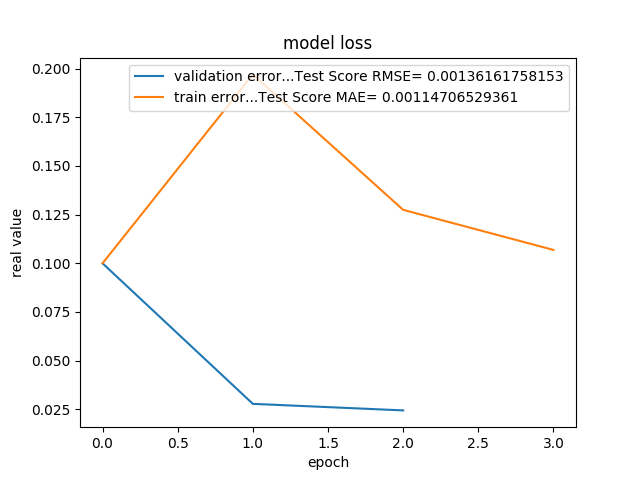 model loss
validation error...Test Score RMSE= 0.00136161758153
train error...Test Score MAE= 0.00114706529361
real value
0.200
0.175
0.150
0.125
0.100
0.075
0.050
0.025
0.0 0.5 1.0 1.5 2.0 2.5 3.0
epoch